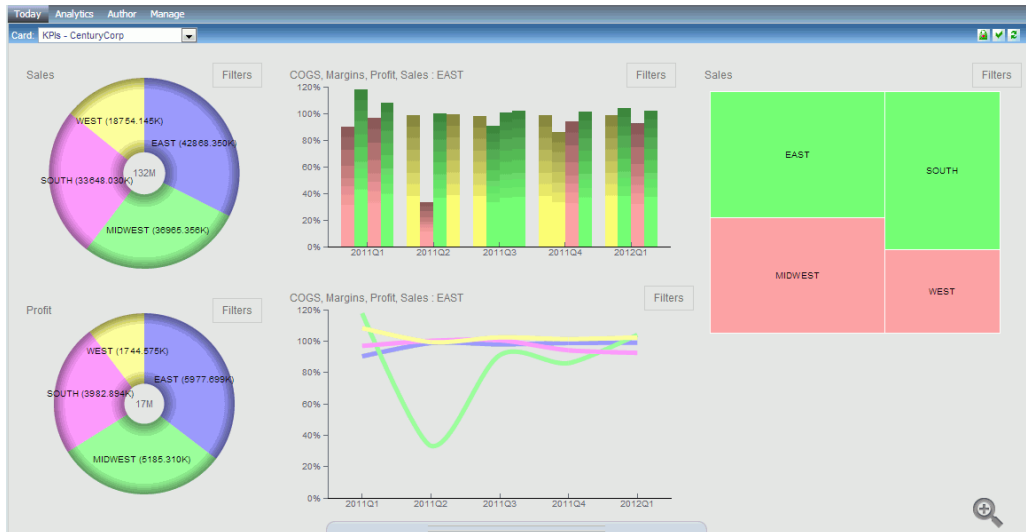 Today Analytics Author Manage
Card: KPIs - CenturyCorp
Sales
Filters
WEST (18754.145K)
EAST (42868.350K)
SOUTH (33648.030K)
132M
MIDWEST (36965.356K)
COGS, Margins, Profit, Sales : EAST
Filters
120%
100%
80%
60%
40%
20%
0%
2011Q1 2011Q2 2011Q3 2011Q4 2012Q1
Sales
Filters
EAST
SOUTH
MIDWEST
WEST
Profit
Filters
WEST (1744.575K)
EAST (5977.699K)
SOUTH (3982.894K)
17M
MIDWEST (5185.310K)
COGS, Margins, Profit, Sales : EAST
Filters
120%
100%
80%
60%
40%
20%
0%
2011Q1 2011Q2 2011Q3 2011Q4 2012Q1